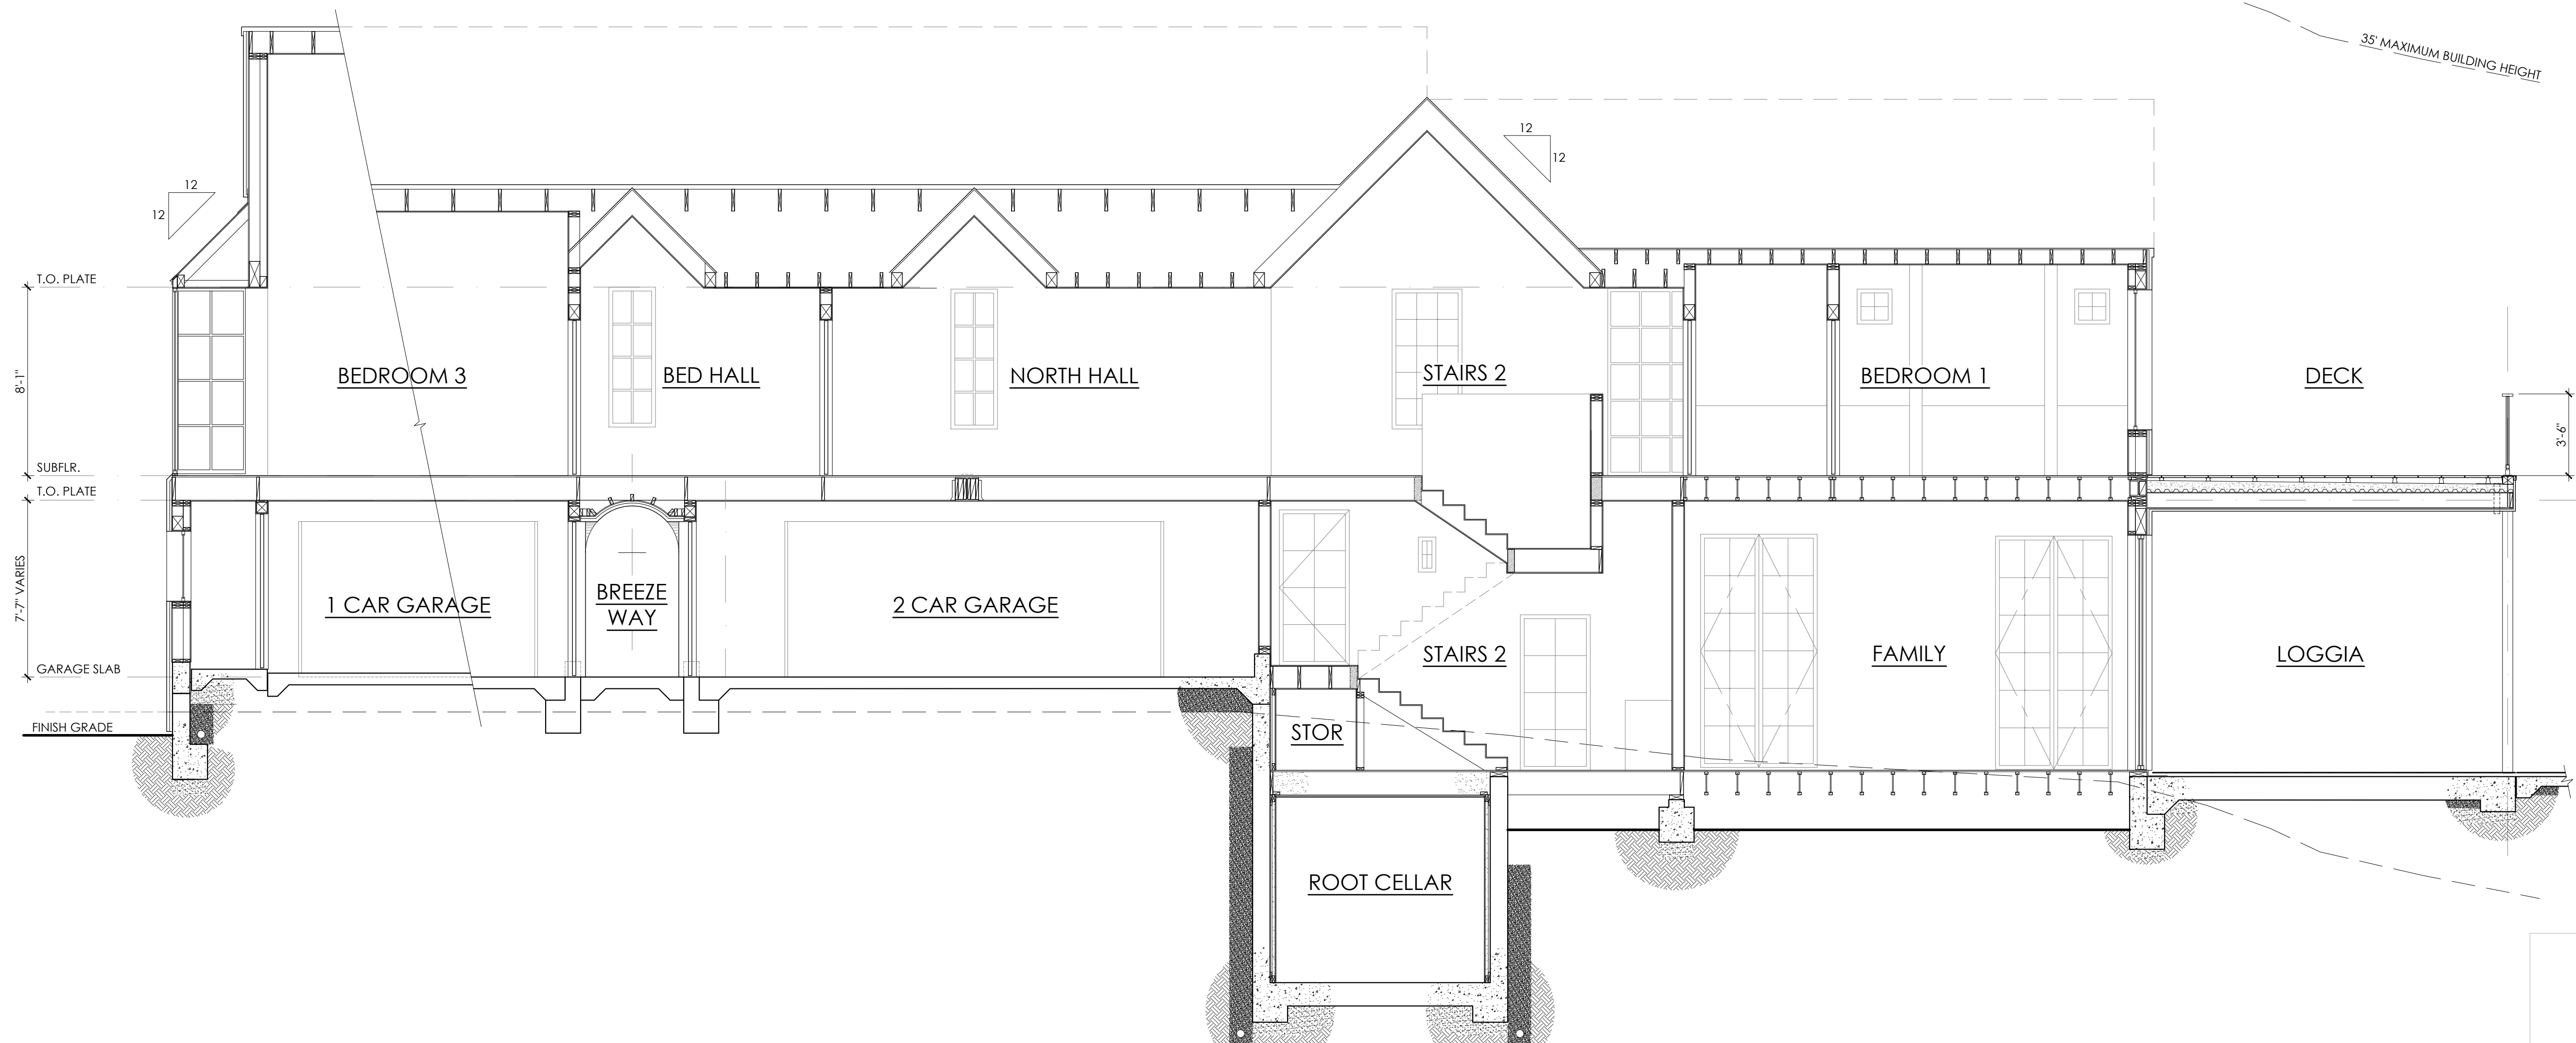 35' MAXIMUM BUILDING HEIGHT
12
12
12
12
T.O. PLATE
8'-1"
BEDROOM 3
BED HALL
NORTH HALL
STAIRS 2
BEDROOM 1
DECK
3'-6"
SUBFLR.
T.O. PLATE
7'-7" VARIES
1 CAR GARAGE
BREEZE
WAY
2 CAR GARAGE
STAIRS 2
FAMILY
LOGGIA
GARAGE SLAB
FINISH GRADE
STOR
ROOT CELLAR